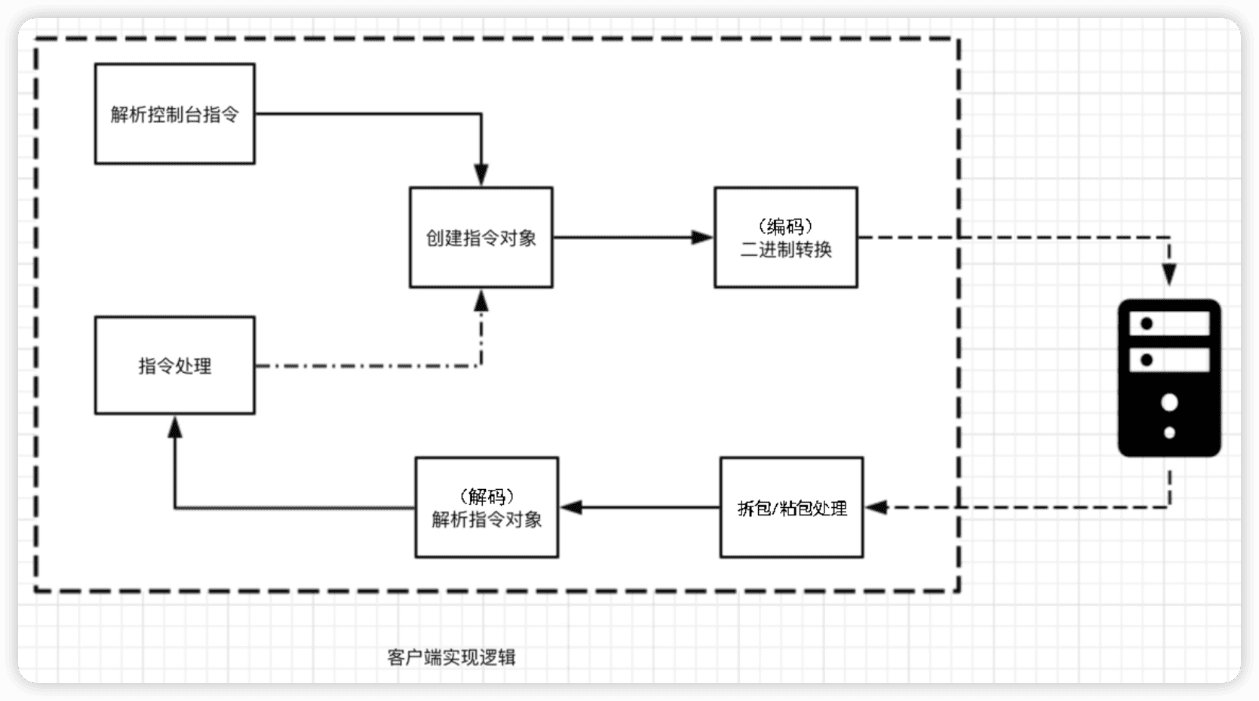 解析控制台指令
创建指令对象
（编码）
二进制转换
指令处理
（解码）
解析指令对象
拆包/粘包处理
客户端实现逻辑